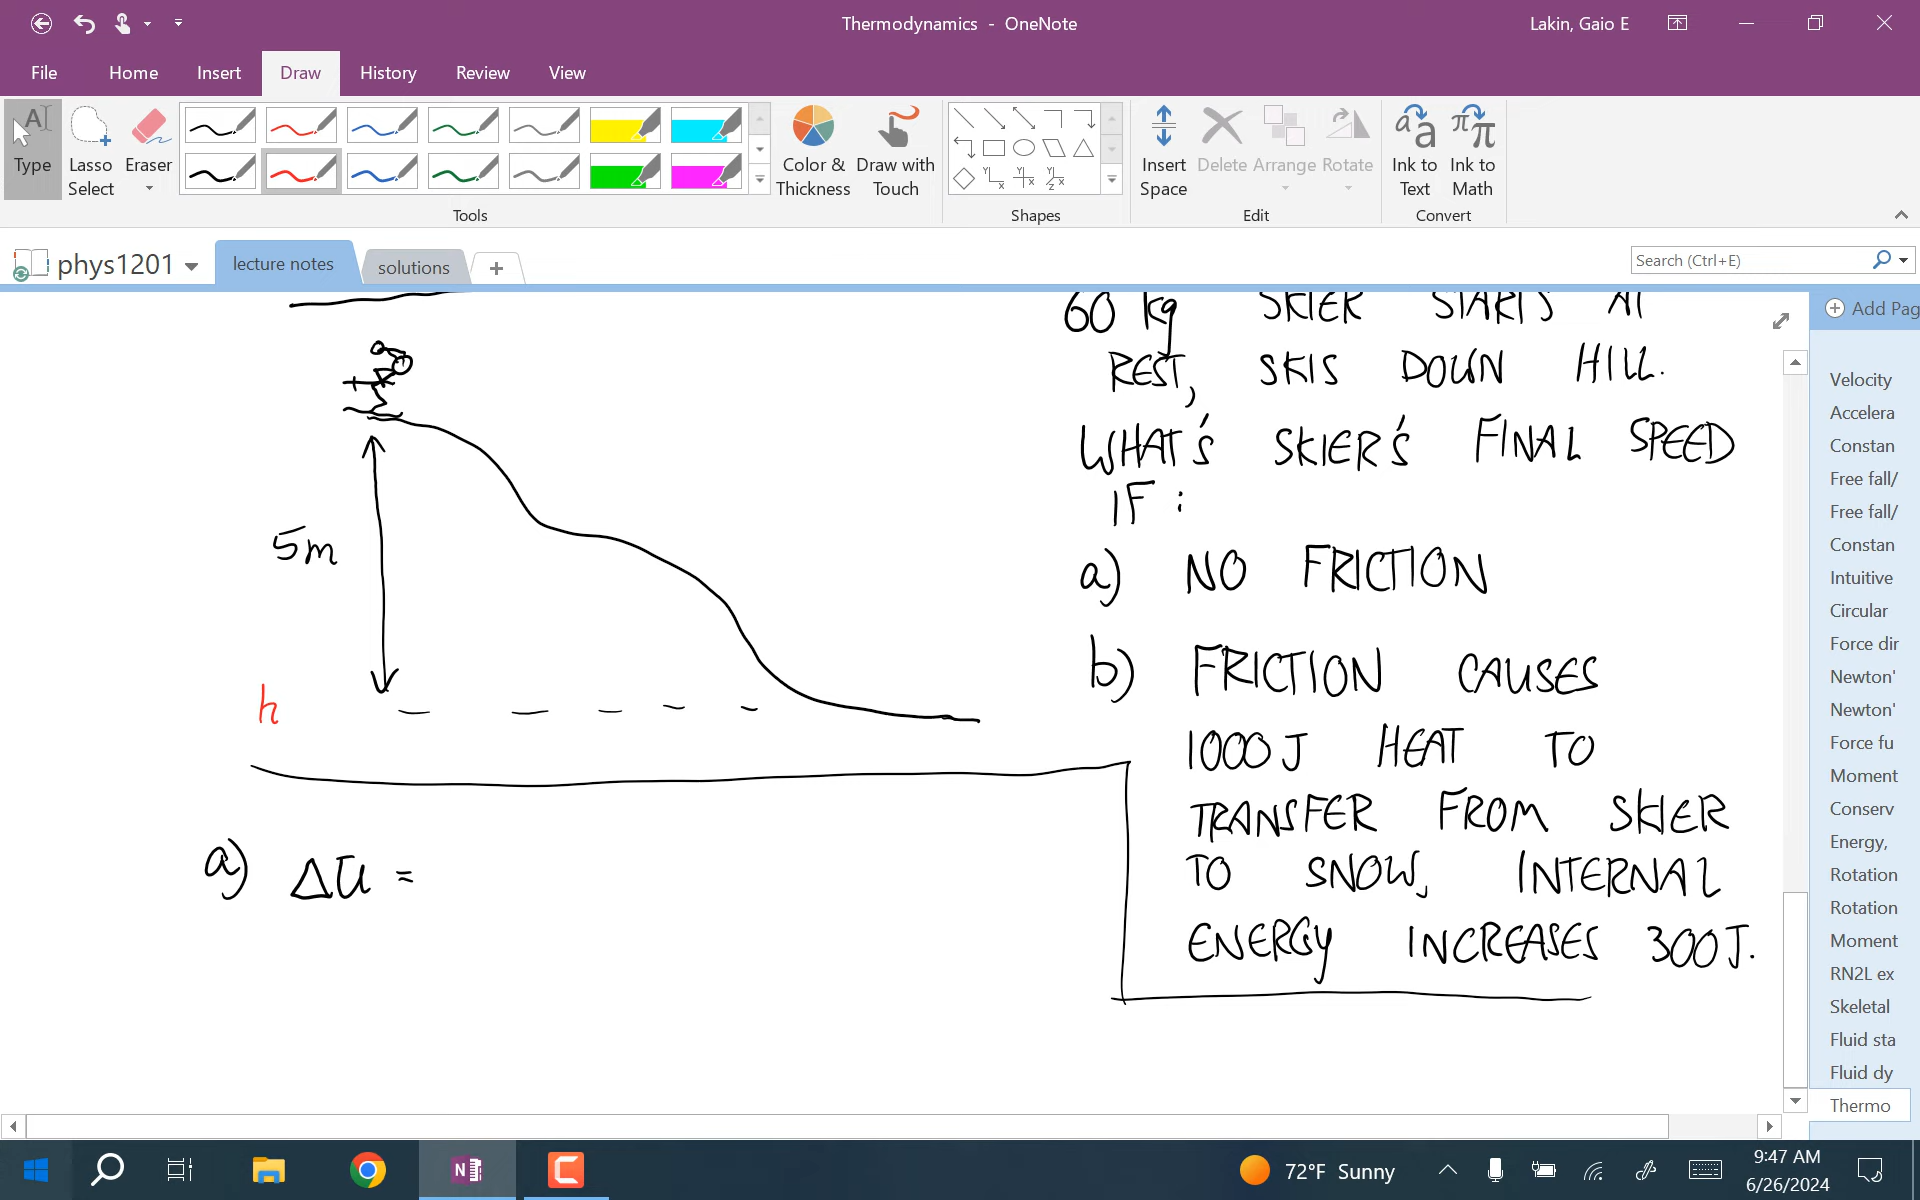 Thermodynamics - OneNote
Lakin, Gaio E
File Home Insert Draw History Review View
Type
Lasso Select
Eraser
Color & Thickness
Draw with Touch
Insert Space
Delete
Arrange
Rotate
Ink to Text
Ink to Math
Tools
Shapes
Edit
Convert
phys1201
lecture notes
solutions
Search (Ctrl+E)
60 kg SKIER STARTS AT
REST, SKIS DOWN HILL.
WHAT'S SKIER'S FINAL SPEED
IF :
a) NO FRICTION
b) FRICTION CAUSES
1000J HEAT TO
TRANSFER FROM SKIER
TO SNOW, INTERNAL
ENERGY INCREASES 300J.
5m
h
a) ΔU =
Add Pag
Velocity
Accelera
Constan
Free fall/
Free fall/
Constan
Intuitive
Circular
Force dir
Newton'
Newton'
Force fu
Moment
Conserv
Energy,
Rotation
Rotation
Moment
RN2L ex
Skeletal
Fluid sta
Fluid dy
Thermo
72°F Sunny
9:47 AM
6/26/2024